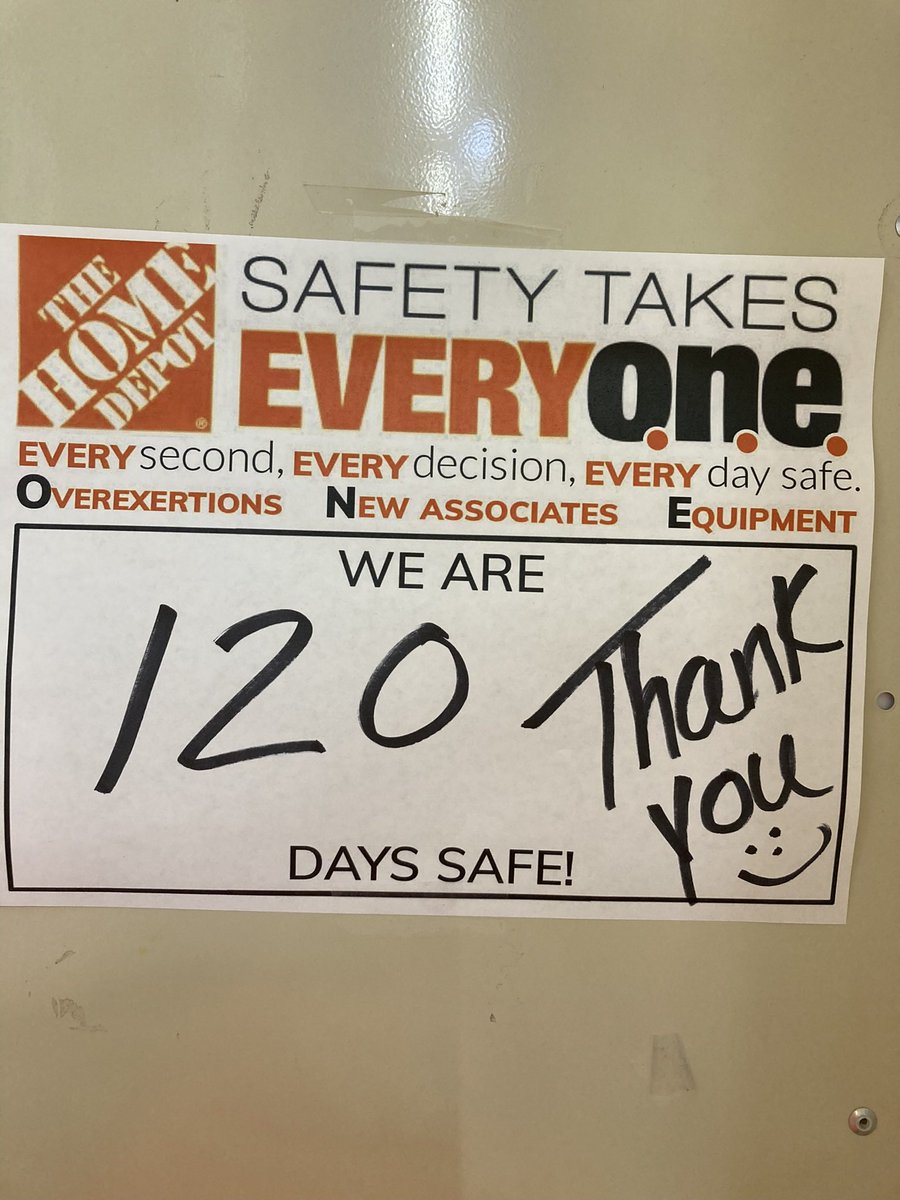 THE
HOME
DEPOT®
SAFETY TAKES
EVERYo.n.e.
EVERY second, EVERY decision, EVERY day safe.
OVEREXERTIONS NEW ASSOCIATES EQUIPMENT
WE ARE
120
Thank
you
:)
DAYS SAFE!